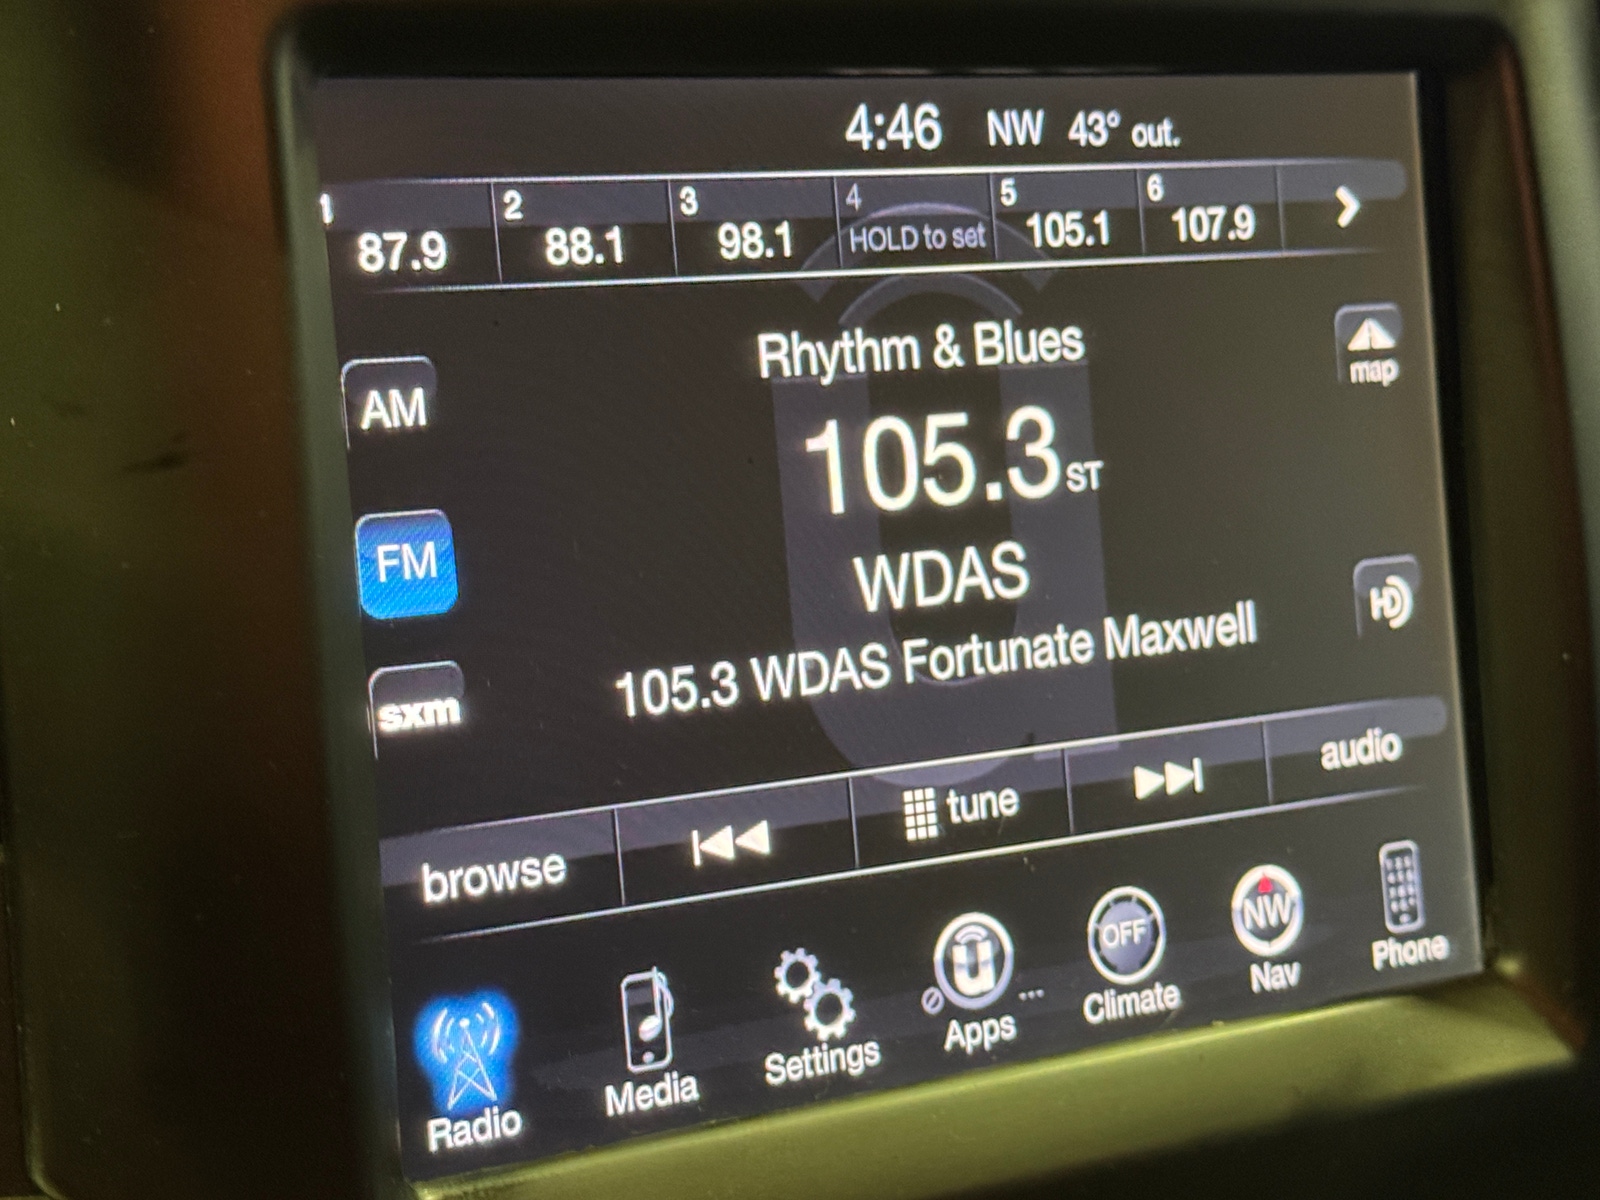 4:46 NW 43° out.
1 2 3 4 5 6
87.9 88.1 98.1 HOLD to set 105.1 107.9
Rhythm & Blues
map
AM
105.3 ST
FM
WDAS
HD
105.3 WDAS Fortunate Maxwell
sxm
browse tune audio
OFF NW
Radio Media Settings Apps Climate Nav Phone